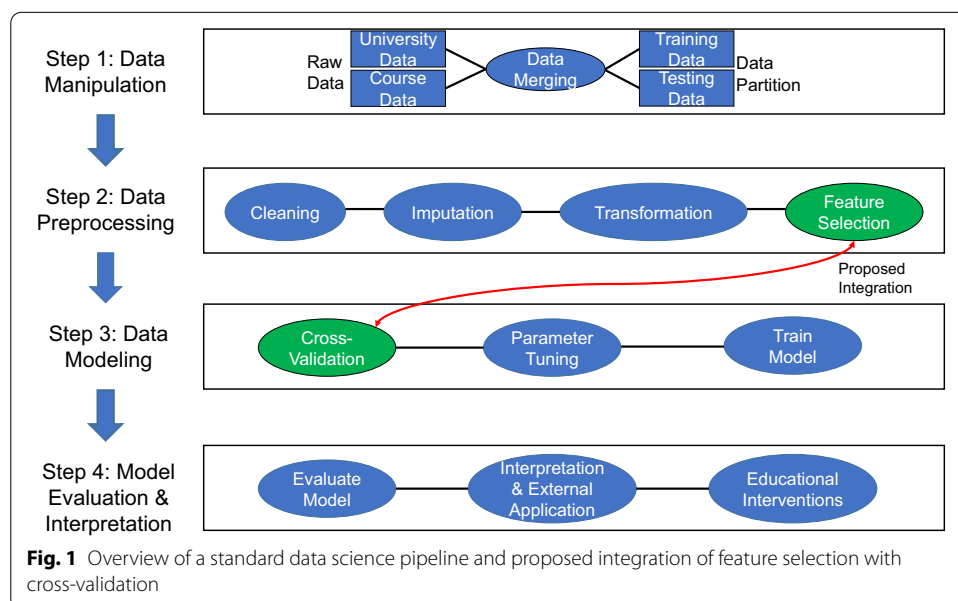 Step 1: Data
Manipulation
Raw
Data
University
Data
Course
Data
Data
Merging
Training
Data
Testing
Data
Data
Partition
Step 2: Data
Preprocessing
Cleaning
Imputation
Transformation
Feature
Selection
Proposed
Integration
Step 3: Data
Modeling
Cross-
Validation
Parameter
Tuning
Train
Model
Step 4: Model
Evaluation &
Interpretation
Evaluate
Model
Interpretation
& External
Application
Educational
Interventions
Fig. 1 Overview of a standard data science pipeline and proposed integration of feature selection with
cross-validation